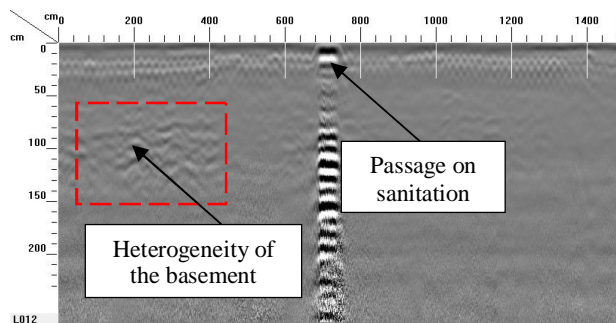 cm
0 200 400 600 800 1000 1200 1400
cm
0
50
100
150
200
Passage on
sanitation
Heterogeneity of
the basement
L012